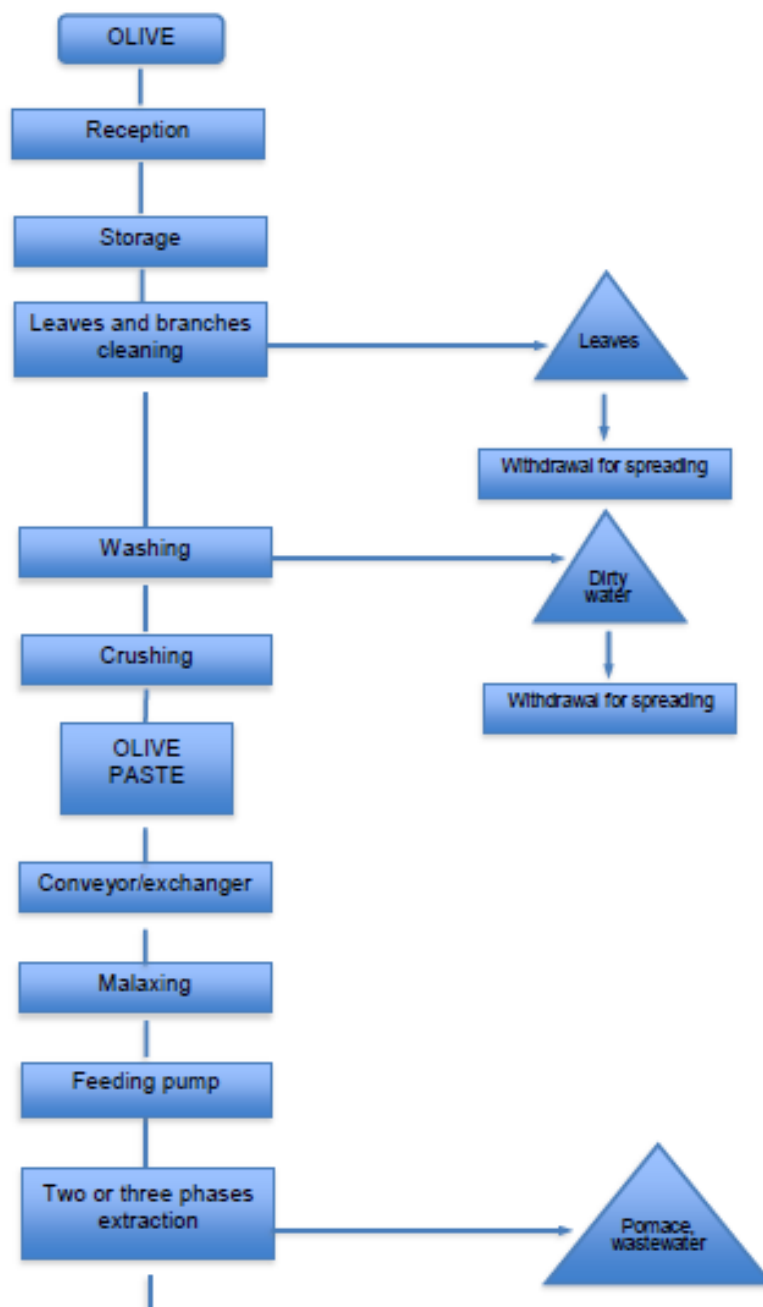 OLIVE
Reception
Storage
Leaves and branches
cleaning
Leaves
Withdrawal for spreading
Washing
Dirty
water
Crushing
Withdrawal for spreading
OLIVE
PASTE
Conveyor/exchanger
Malaxing
Feeding pump
Two or three phases
extraction
Pomace,
wastewater